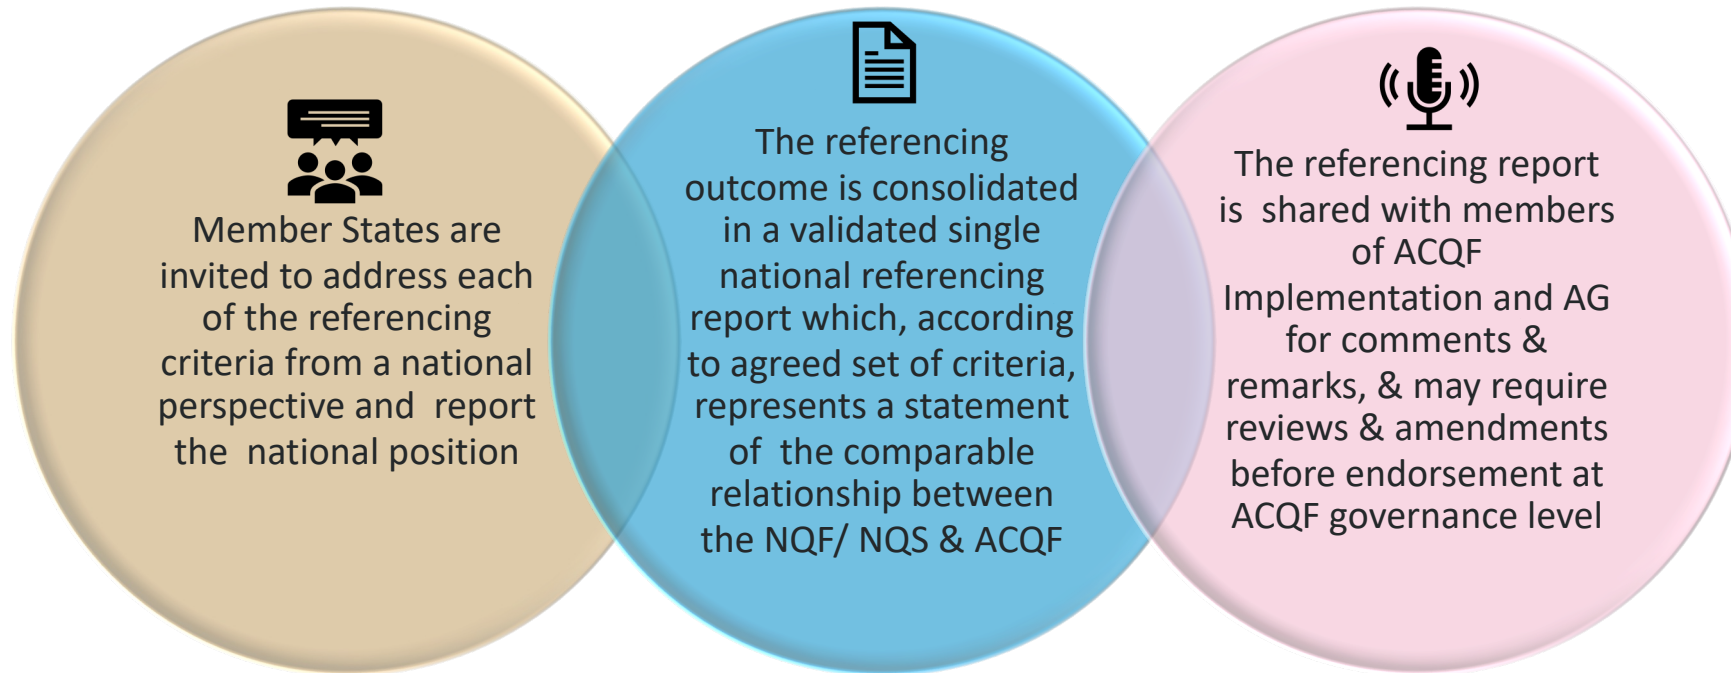 Member States are
invited to address each
of the referencing
criteria from a national
perspective and report
the national position
The referencing
outcome is consolidated
in a validated single
national referencing
report which, according
to agreed set of criteria,
represents a statement
of the comparable
relationship between
the NQF/ NQS & ACQF
The referencing report
is shared with members
of ACQF
Implementation and AG
for comments &
remarks, & may require
reviews & amendments
before endorsement at
ACQF governance level